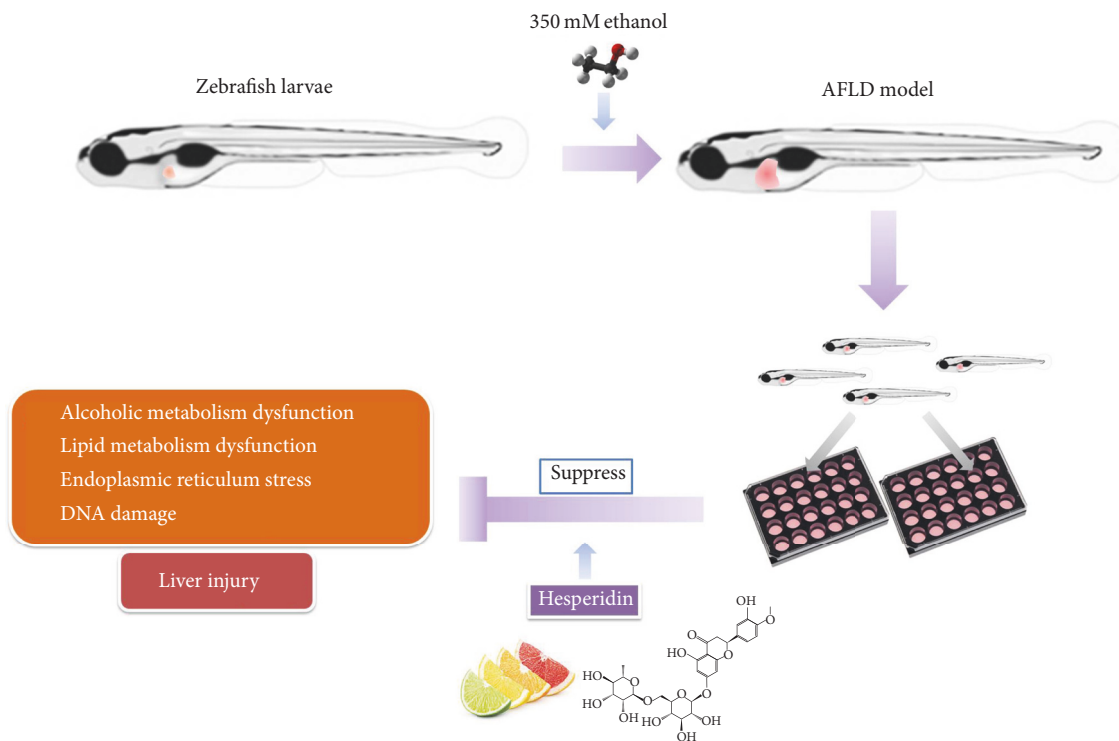 350 mM ethanol
Zebrafish larvae
AFLD model
Alcoholic metabolism dysfunction
Lipid metabolism dysfunction
Endoplasmic reticulum stress
DNA damage
Liver injury
Suppress
Hesperidin
OH
O
O
HO
O
O
O
O
HO
HO
OH
O
O
HO
OH
OH